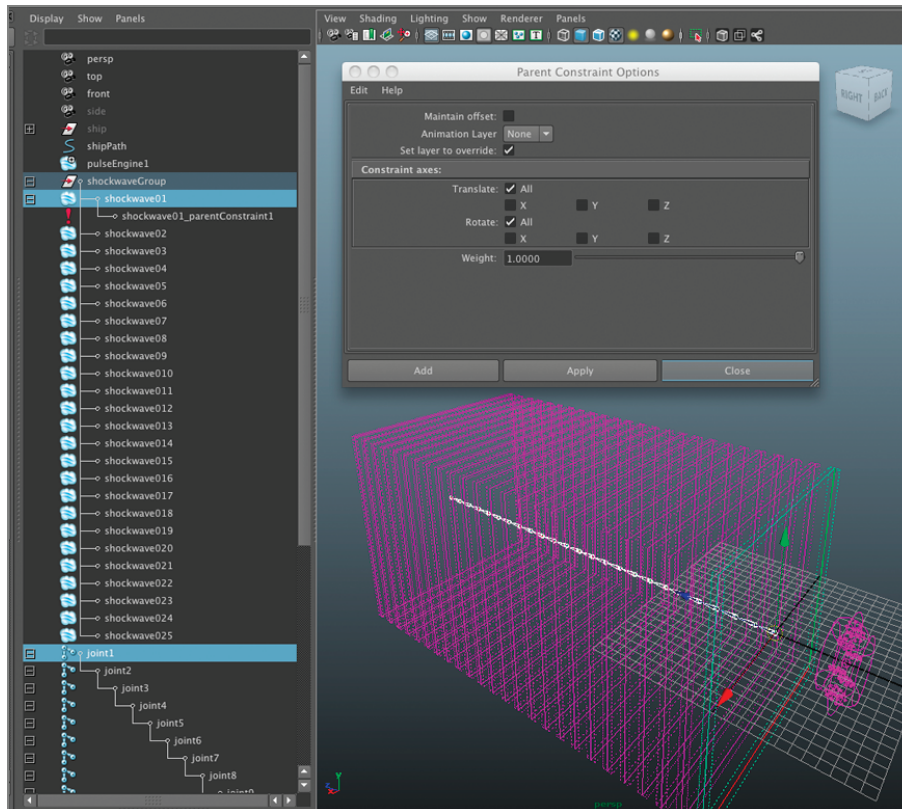 Display Show Panels
persp
top
front
side
ship
shipPath
pulseEngine1
shockwaveGroup
shockwave01
shockwave01_parentConstraint1
shockwave02
shockwave03
shockwave04
shockwave05
shockwave06
shockwave07
shockwave08
shockwave09
shockwave010
shockwave011
shockwave012
shockwave013
shockwave014
shockwave015
shockwave016
shockwave017
shockwave018
shockwave019
shockwave020
shockwave021
shockwave022
shockwave023
shockwave024
shockwave025
joint1
joint2
joint3
joint4
joint5
joint6
joint7
joint8
joint9
View Shading Lighting Show Renderer Panels
Parent Constraint Options
Edit Help
Maintain offset:
Animation Layer None
Set layer to override:
Constraint axes:
Translate: All
X Y Z
Rotate: All
X Y Z
Weight: 1.0000
Add Apply Close
RIGHT BACK
Y
persp